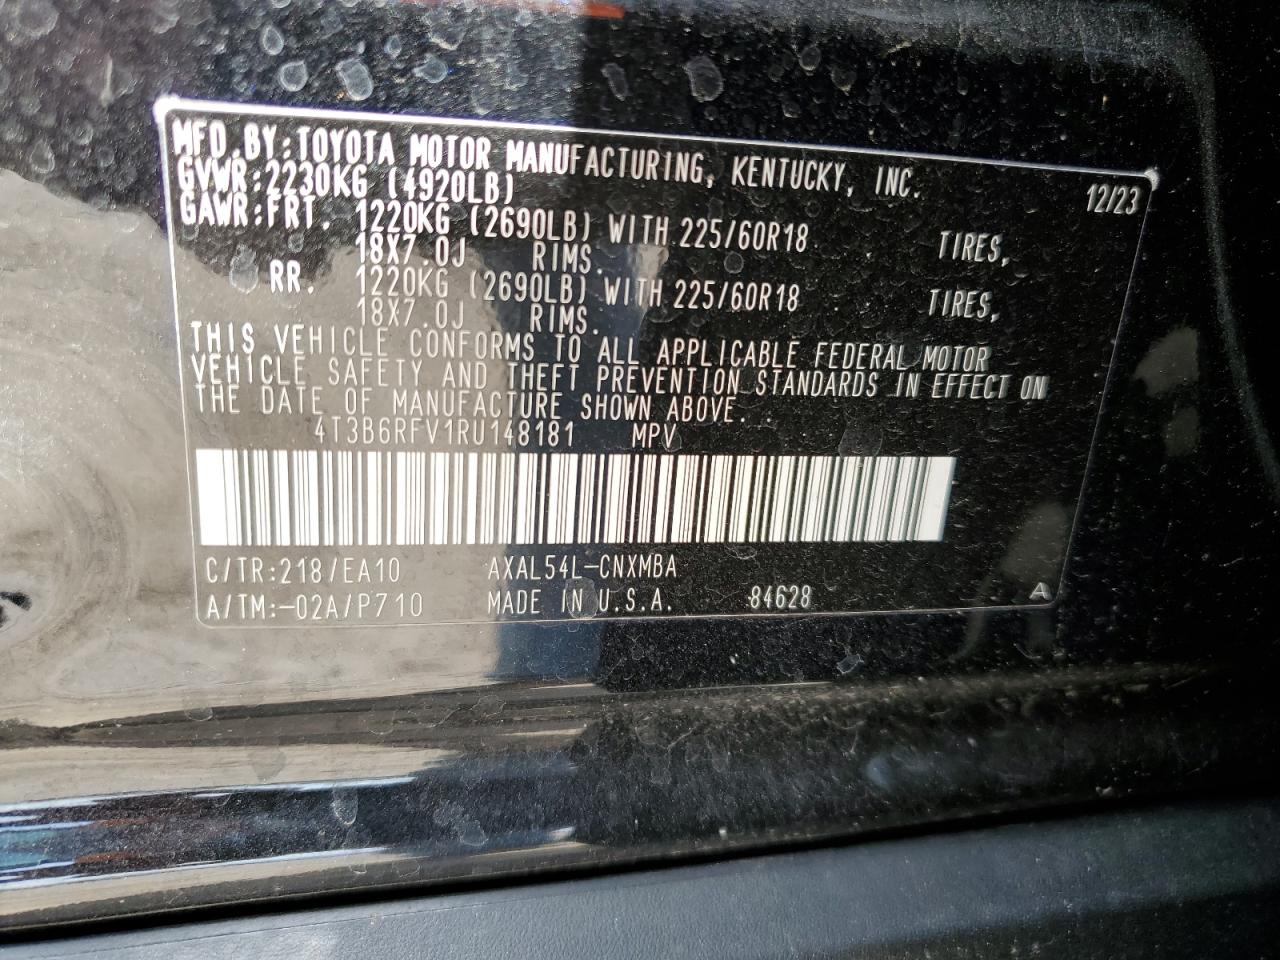 MFD.BY:TOYOTA MOTOR MANUFACTURING, KENTUCKY, INC. 12/23
GVWR:2230KG (4920LB)
GAWR:FRT. 1220KG (2690LB) WITH 225/60R18 TIRES,
18X7.0J RIMS.
RR. 1220KG (2690LB) WITH 225/60R18 TIRES,
18X7.0J RIMS.
THIS VEHICLE CONFORMS TO ALL APPLICABLE FEDERAL MOTOR
VEHICLE SAFETY AND THEFT PREVENTION STANDARDS IN EFFECT ON
THE DATE OF MANUFACTURE SHOWN ABOVE.
4T3B6RFV1RU148181 MPV
C/TR:218/EA10 AXAL54L-CNXMBA
A/TM:-02A/P710 MADE IN U.S.A. 84628 A